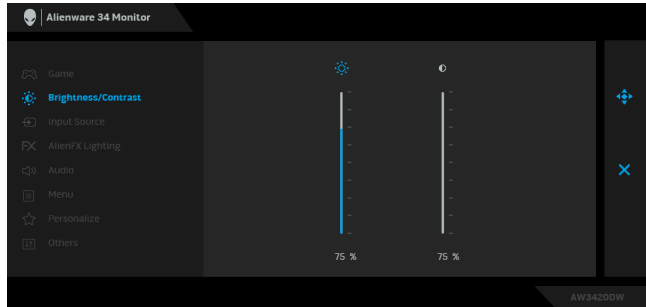 Alienware 34 Monitor
Game
Brightness/Contrast
Input Source
AlienFX Lighting
Audio
Menu
Personalize
Others
75 % 75 %
AW3420DW